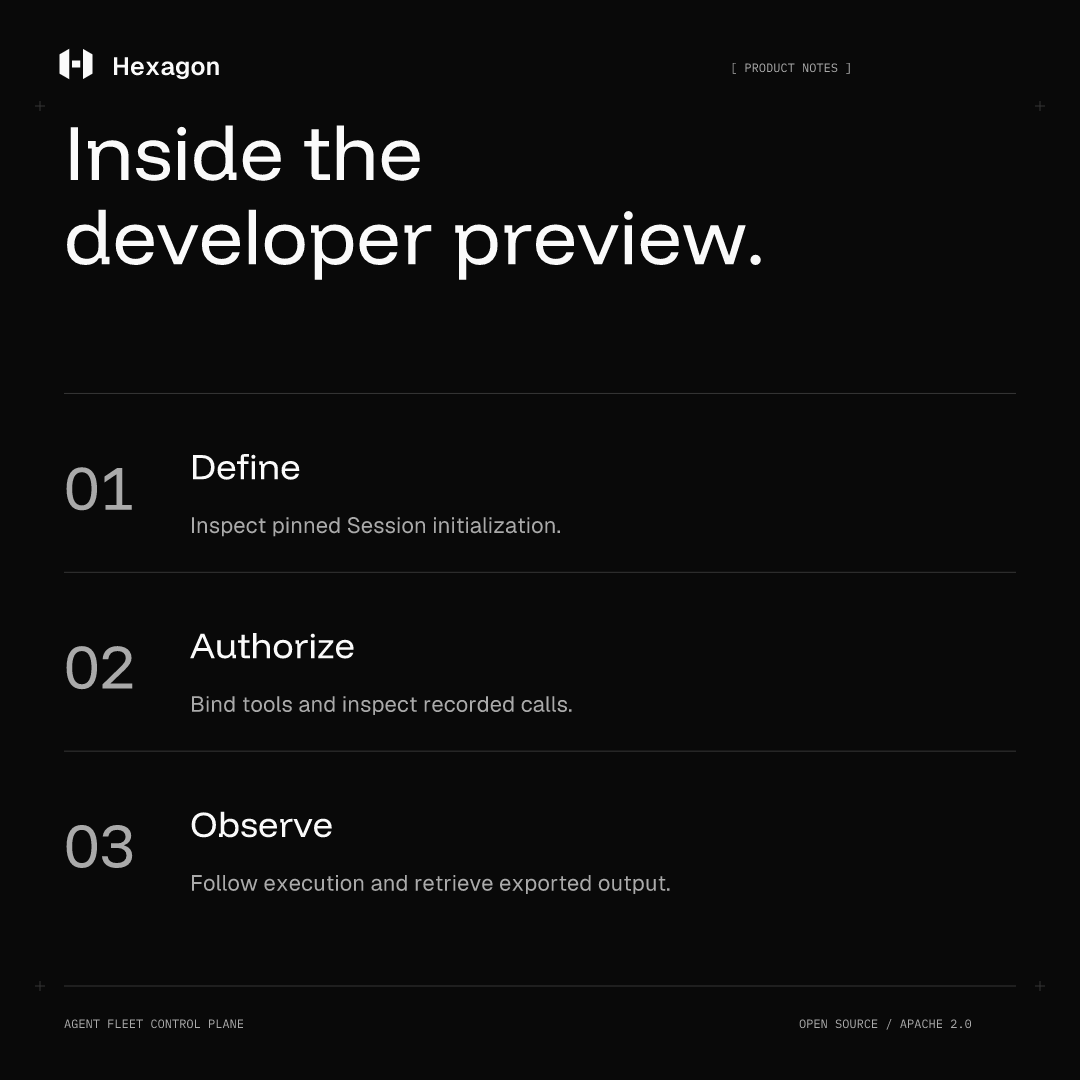 Hexagon
[ PRODUCT NOTES ]
Inside the
developer preview.
01
Define
Inspect pinned Session initialization.
02
Authorize
Bind tools and inspect recorded calls.
03
Observe
Follow execution and retrieve exported output.
AGENT FLEET CONTROL PLANE
OPEN SOURCE / APACHE 2.0